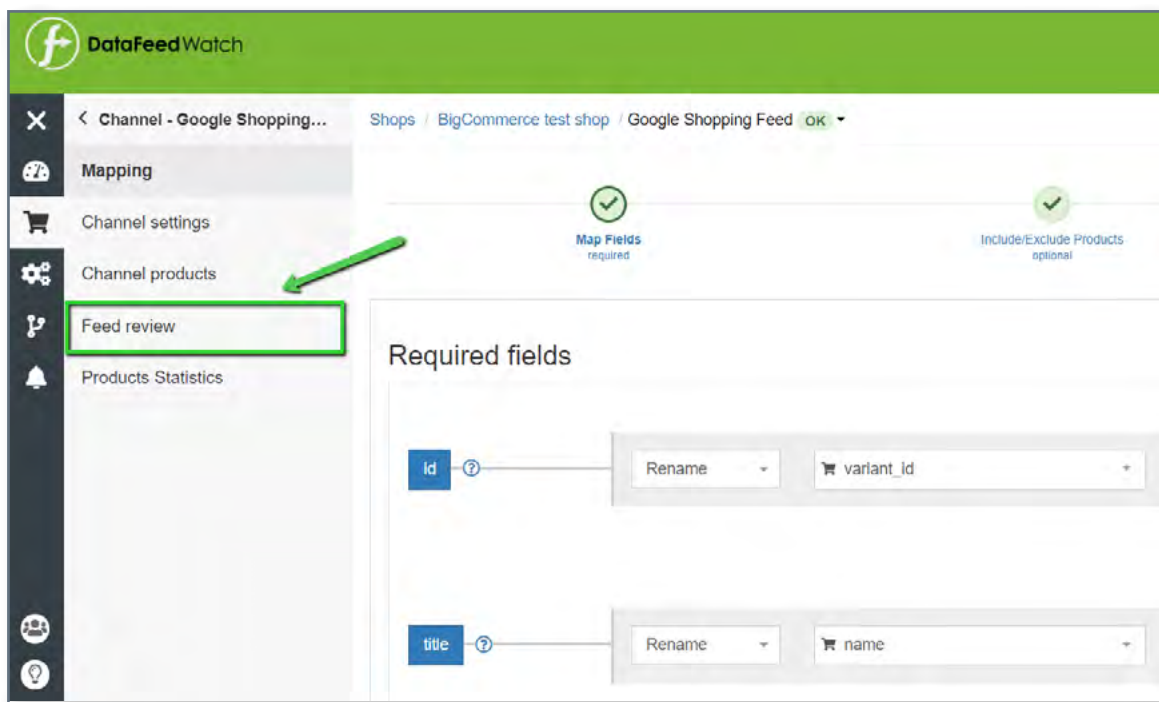 DataFeedWatch
Channel - Google Shopping...
Shops / BigCommerce test shop / Google Shopping Feed OK
Mapping
Channel settings
Channel products
Feed review
Products Statistics
Map Fields
required
Include/Exclude Products
optional
Required fields
id ? Rename variant_id
title ? Rename name